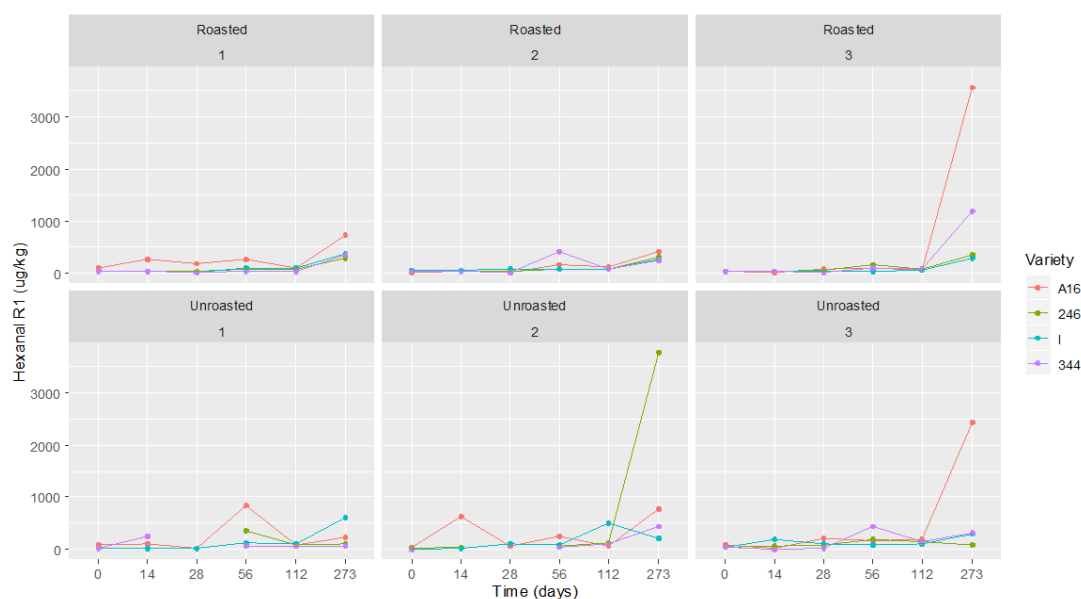 Roasted
1
Roasted
2
Roasted
3
3000
2000
1000
0
Unroasted
1
Unroasted
2
Unroasted
3
3000
2000
1000
0
0 14 28 56 112 273
0 14 28 56 112 273
0 14 28 56 112 273
Time (days)
Hexanal R1 (ug/kg)
Variety
A16
246
I
344